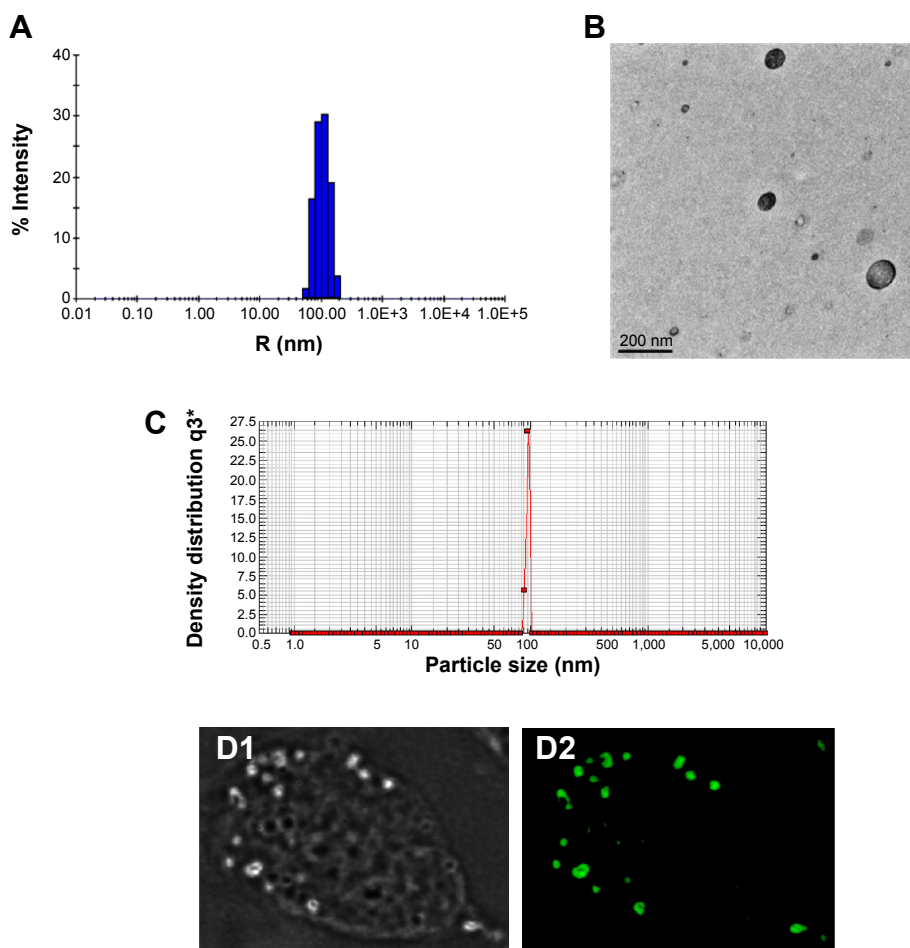 A
% Intensity
40
30
20
10
0
0.01 0.10 1.00 10.00 100.00 1.0E+3 1.0E+4 1.0E+5
R (nm)
B
200 nm
C
Density distribution q3*
27.5
25.0
22.5
20.0
17.5
15.0
12.5
10.0
7.5
5.0
2.5
0.0
0.5 1.0 5 10 50 100 500 1,000 5,000 10,000
Particle size (nm)
D1
D2